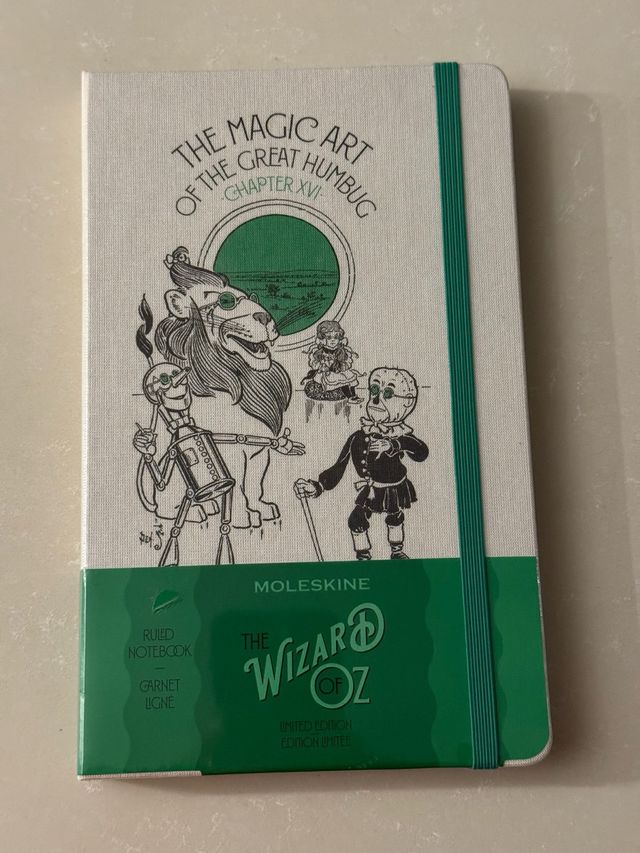 THE MAGIC ART
OF THE GREAT HUMBUG
·CHAPTER XVI·
MOLESKINE
RULED
NOTEBOOK
—
CARNET
LIGNÉ
THE
WIZARD
OF OZ
LIMITED EDITION
ÉDITION LIMITÉE